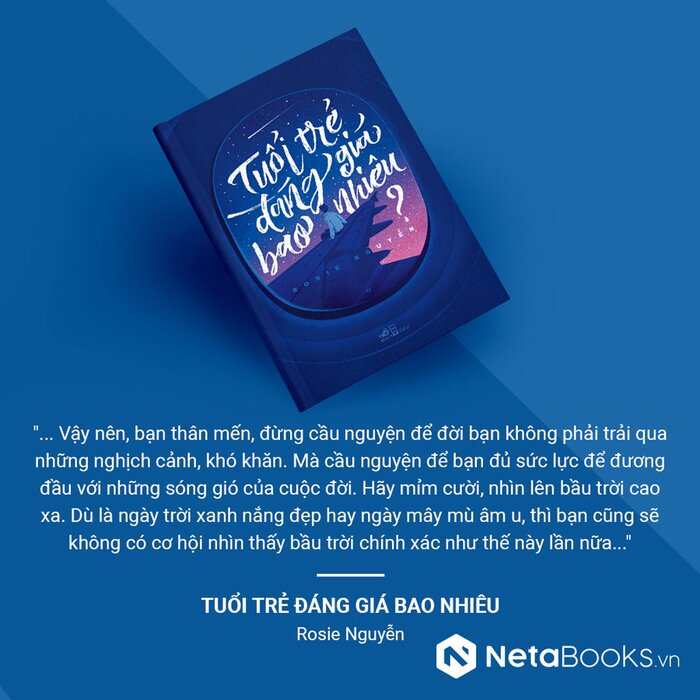 Tuổi trẻ
đáng giá
bao nhiêu?
ROSIE NGUYỄN
"... Vậy nên, bạn thân mến, đừng cầu nguyện để đời bạn không phải trải qua
những nghịch cảnh, khó khăn. Mà cầu nguyện để bạn đủ sức lực để đương
đầu với những sóng gió của cuộc đời. Hãy mỉm cười, nhìn lên bầu trời cao
xa. Dù là ngày trời xanh nắng đẹp hay ngày mây mù âm u, thì bạn cũng sẽ
không có cơ hội nhìn thấy bầu trời chính xác như thế này lần nữa..."
TUỔI TRẺ ĐÁNG GIÁ BAO NHIÊU
Rosie Nguyễn
NETABOOKS.vn